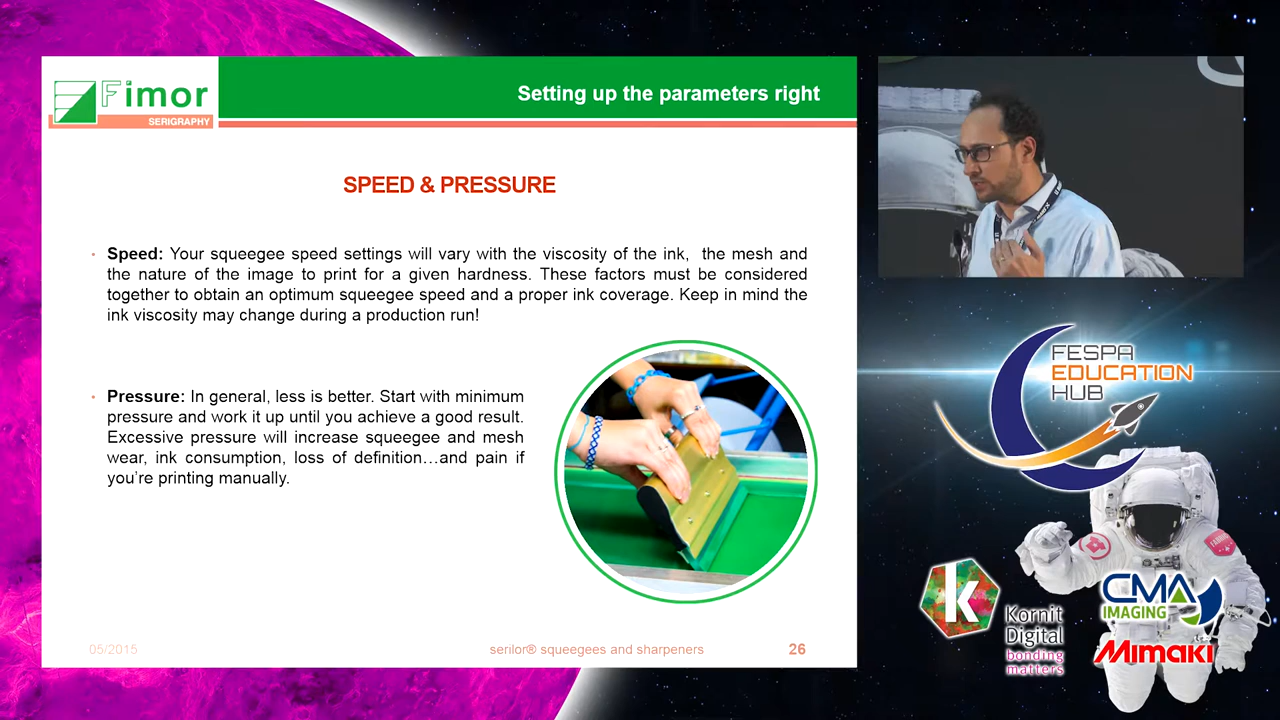 Fimor
SERIGRAPHY
Setting up the parameters right
SPEED & PRESSURE
• Speed: Your squeegee speed settings will vary with the viscosity of the ink, the mesh and
the nature of the image to print for a given hardness. These factors must be considered
together to obtain an optimum squeegee speed and a proper ink coverage. Keep in mind the
ink viscosity may change during a production run!
• Pressure: In general, less is better. Start with minimum
pressure and work it up until you achieve a good result.
Excessive pressure will increase squeegee and mesh
wear, ink consumption, loss of definition…and pain if
you're printing manually.
05/2015
serilor® squeegees and sharpeners
26
FESPA
EDUCATION
HUB
k
Kornit
Digital
bonding
matters
CMA
IMAGING
Mimaki